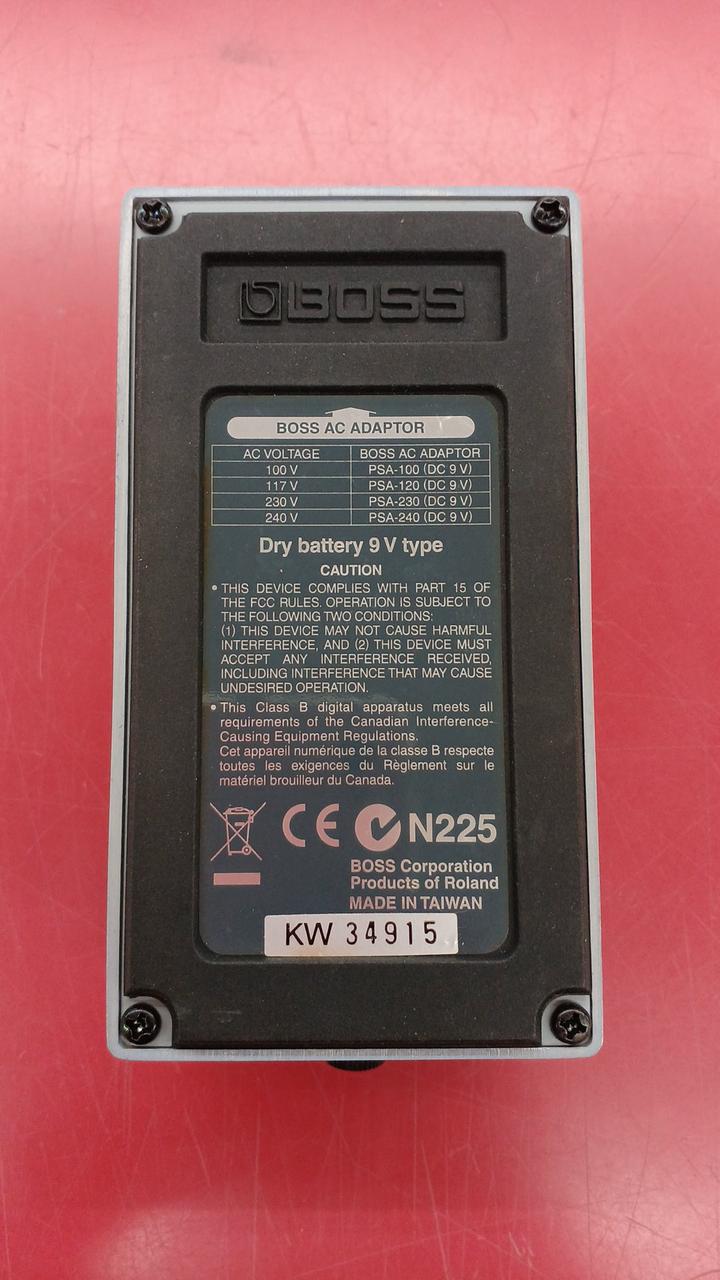 BOSS
BOSS AC ADAPTOR
AC VOLTAGE BOSS AC ADAPTOR
100 V PSA-100 (DC 9 V)
117 V PSA-120 (DC 9 V)
230 V PSA-230 (DC 9 V)
240 V PSA-240 (DC 9 V)
Dry battery 9 V type
CAUTION
• THIS DEVICE COMPLIES WITH PART 15 OF
THE FCC RULES. OPERATION IS SUBJECT TO
THE FOLLOWING TWO CONDITIONS:
(1) THIS DEVICE MAY NOT CAUSE HARMFUL
INTERFERENCE, AND (2) THIS DEVICE MUST
ACCEPT ANY INTERFERENCE RECEIVED,
INCLUDING INTERFERENCE THAT MAY CAUSE
UNDESIRED OPERATION.
• This Class B digital apparatus meets all
requirements of the Canadian Interference-
Causing Equipment Regulations.
Cet appareil numérique de la classe B respecte
toutes les exigences du Règlement sur le
matériel brouilleur du Canada.
CE N225
BOSS Corporation
Products of Roland
MADE IN TAIWAN
KW 34915